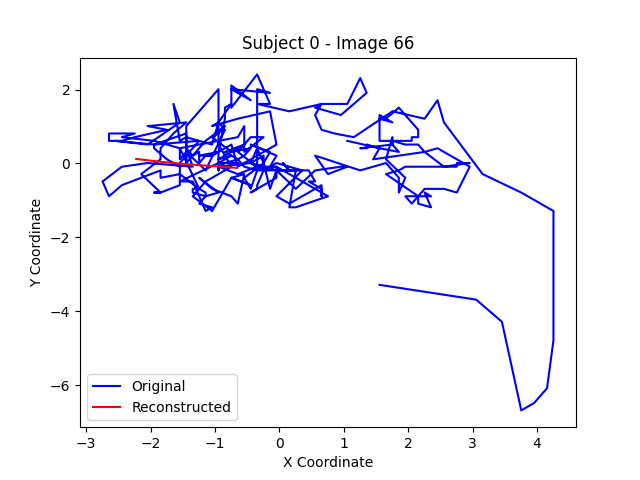 Subject 0 - Image 66
Y Coordinate
2
0
−2
−4
−6
Original
Reconstructed
−3 −2 −1 0 1 2 3 4
X Coordinate